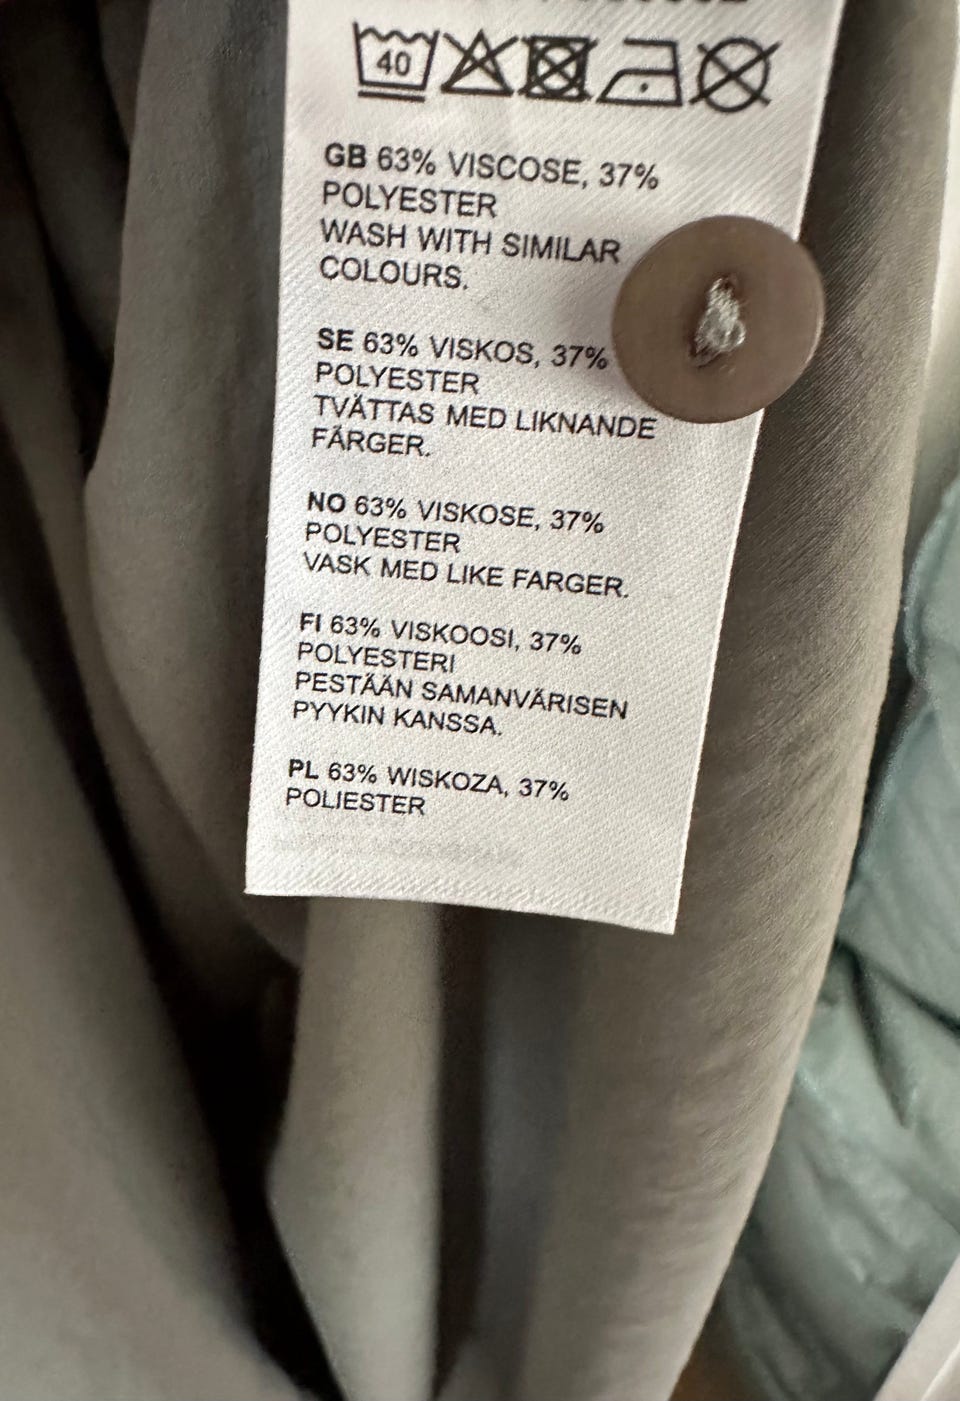 40
GB 63% VISCOSE, 37%
POLYESTER
WASH WITH SIMILAR
COLOURS.
SE 63% VISKOS, 37%
POLYESTER
TVÄTTAS MED LIKNANDE
FÄRGER.
NO 63% VISKOSE, 37%
POLYESTER
VASK MED LIKE FARGER.
FI 63% VISKOOSI, 37%
POLYESTERI
PESTÄÄN SAMANVÄRISEN
PYYKIN KANSSA.
PL 63% WISKOZA, 37%
POLIESTER